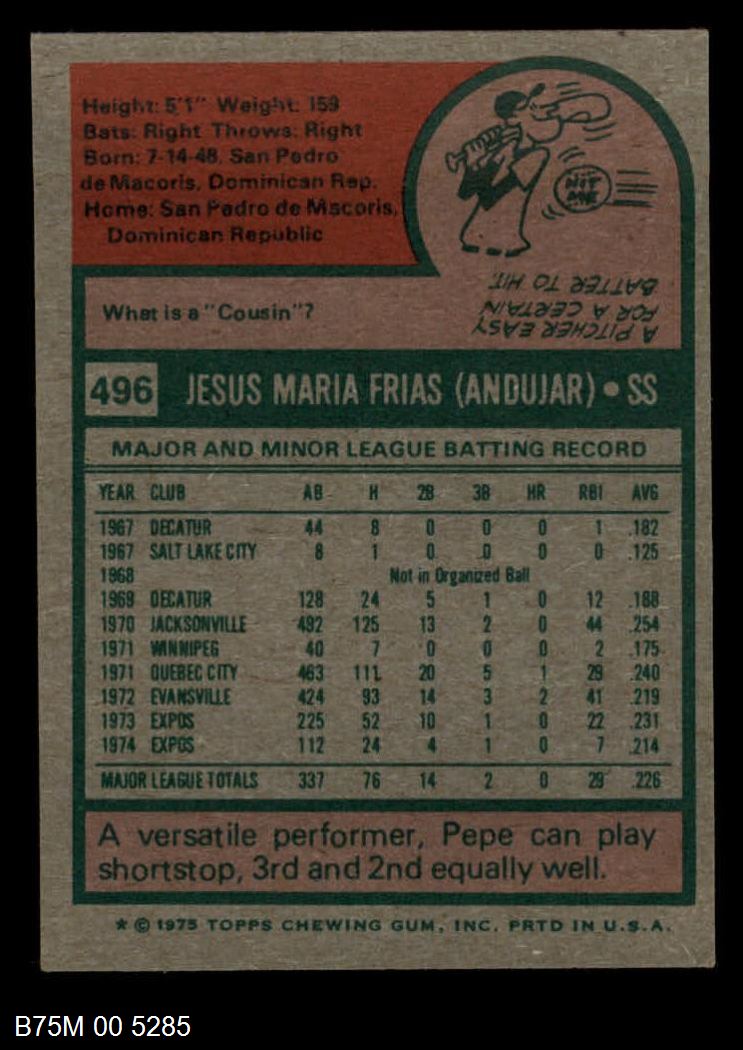 Height: 5'1" Weight: 159
Bats: Right Throws: Right
Born: 7-14-48, San Pedro
de Macoris, Dominican Rep.
Home: San Pedro de Macoris,
Dominican Republic
HIT ME
What is a "Cousin"?
A PITCHER EASY
FOR A CERTAIN
BATTER TO HIT.
496 JESUS MARIA FRIAS (ANDUJAR) • SS
MAJOR AND MINOR LEAGUE BATTING RECORD
YEAR CLUB AB H 2B 3B HR RBI AVG
1967 DECATUR 44 8 0 0 0 1 .182
1967 SALT LAKE CITY 8 1 0 0 0 0 .125
1968 Not in Organized Ball
1969 DECATUR 128 24 5 1 0 12 .188
1970 JACKSONVILLE 492 125 13 2 0 44 .254
1971 WINNIPEG 40 7 0 0 0 2 .175
1971 QUEBEC CITY 463 111 20 5 1 29 .240
1972 EVANSVILLE 424 93 14 3 2 41 .219
1973 EXPOS 225 52 10 1 0 22 .231
1974 EXPOS 112 24 4 1 0 7 .214
MAJOR LEAGUE TOTALS 337 76 14 2 0 29 .226
A versatile performer, Pepe can play
shortstop, 3rd and 2nd equally well.
* © 1975 TOPPS CHEWING GUM, INC. PRTD IN U.S.A.
B75M 00 5285